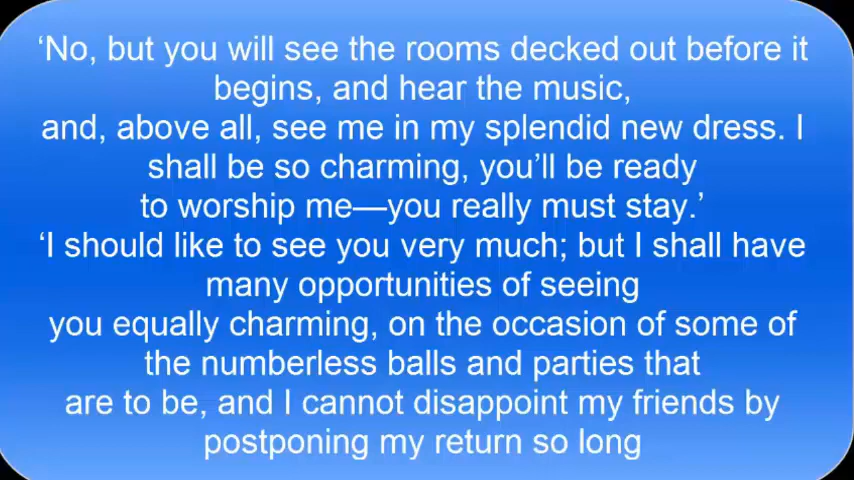 ‘No, but you will see the rooms decked out before it
begins, and hear the music,
and, above all, see me in my splendid new dress. I
shall be so charming, you’ll be ready
to worship me—you really must stay.’
‘I should like to see you very much; but I shall have
many opportunities of seeing
you equally charming, on the occasion of some of
the numberless balls and parties that
are to be, and I cannot disappoint my friends by
postponing my return so long